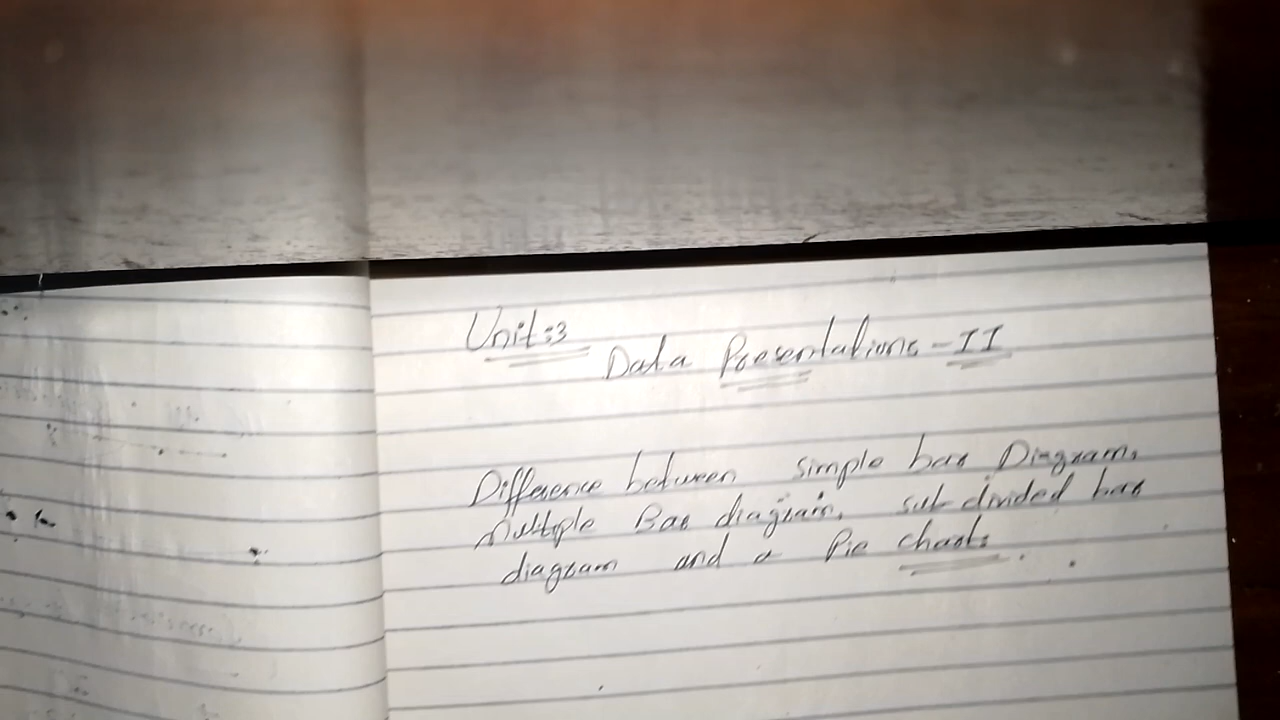 Unit:3
Data Presentations - II
Difference between simple bar Diagram,
Multiple Bar diagram, sub divided bar
diagram and a Pie chart.